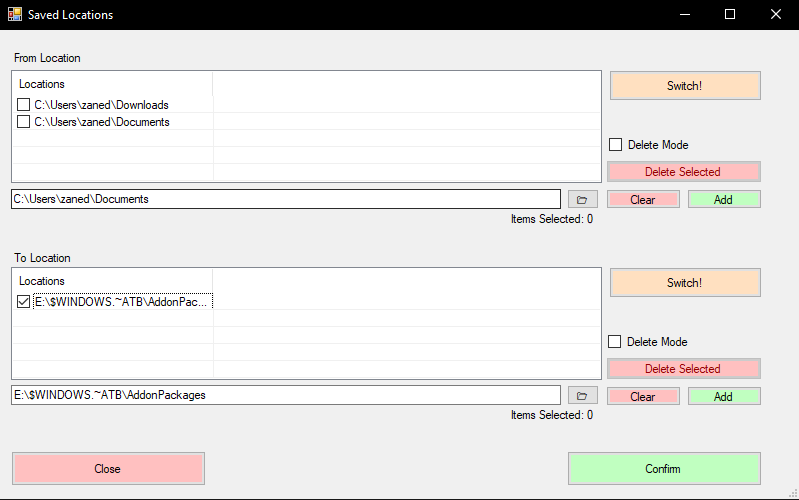 Saved Locations
From Location
Locations
C:\Users\zaned\Downloads
C:\Users\zaned\Documents
Switch!
Delete Mode
Delete Selected
C:\Users\zaned\Documents
Clear
Add
Items Selected: 0
To Location
Locations
E:\$WINDOWS.~ATB\AddonPac...
Switch!
Delete Mode
Delete Selected
E:\$WINDOWS.~ATB\AddonPackages
Clear
Add
Items Selected: 0
Close
Confirm